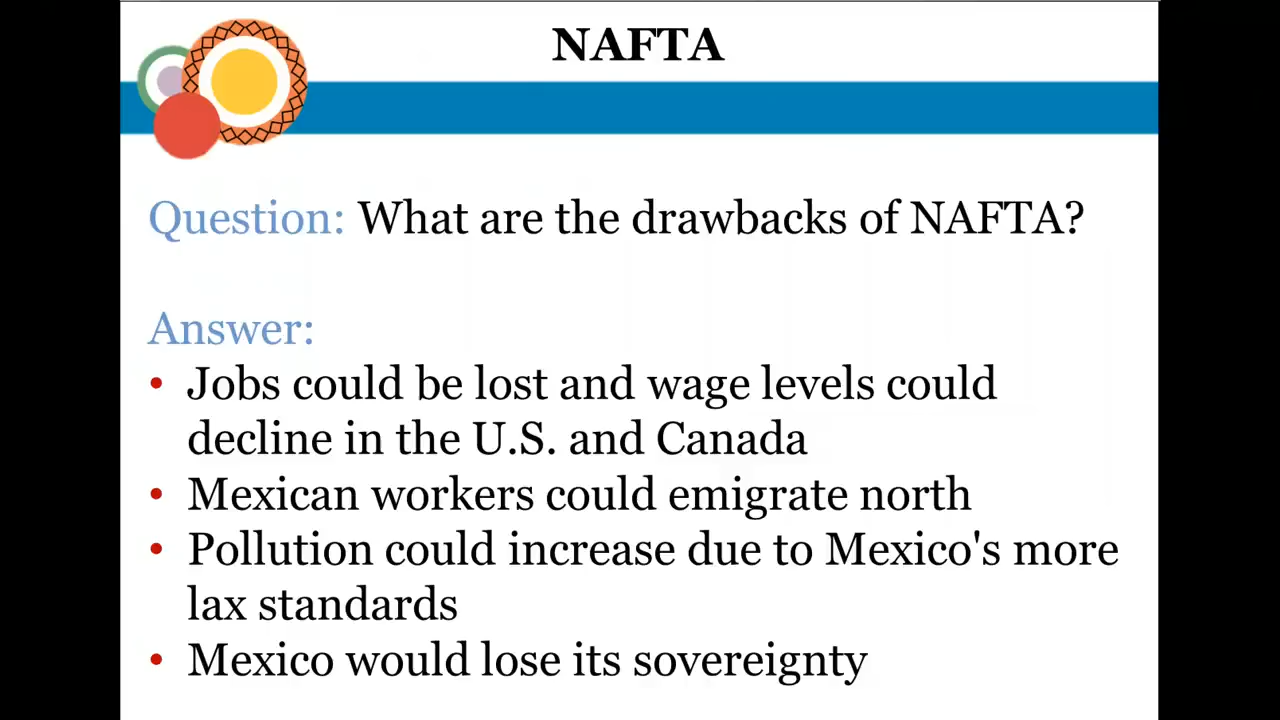 NAFTA
Question: What are the drawbacks of NAFTA?
Answer:
• Jobs could be lost and wage levels could
decline in the U.S. and Canada
• Mexican workers could emigrate north
• Pollution could increase due to Mexico's more
lax standards
• Mexico would lose its sovereignty